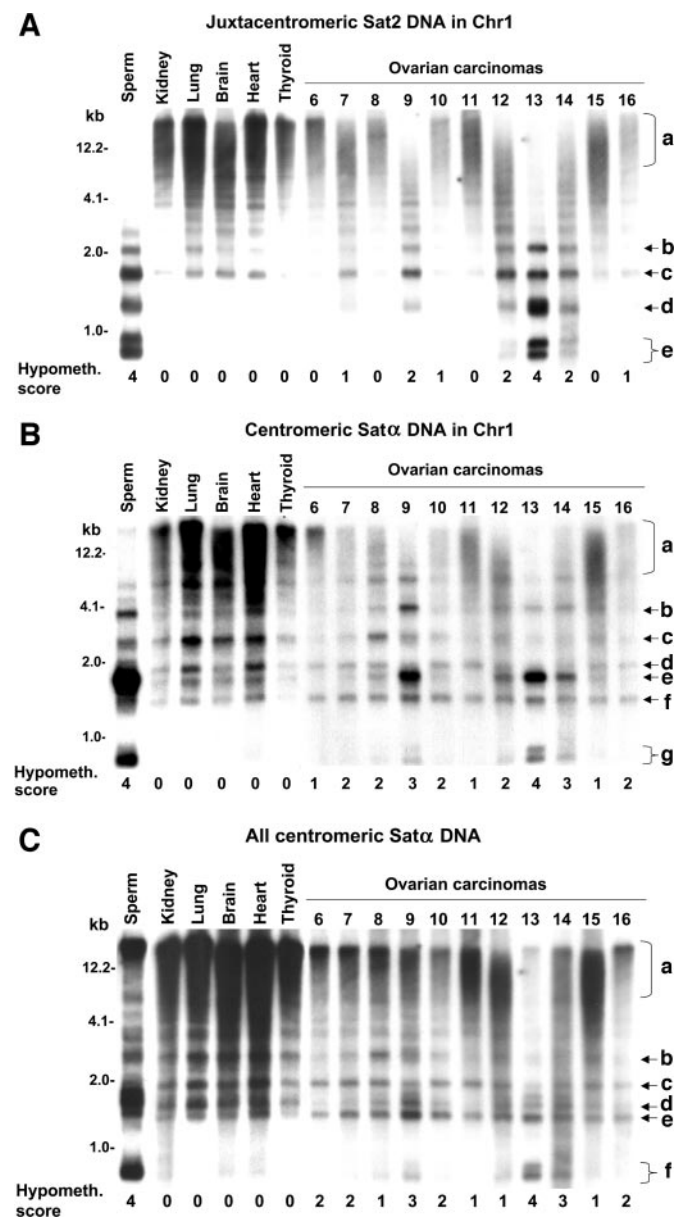 A
Juxtacentromeric Sat2 DNA in Chr1
Sperm Kidney Lung Brain Heart Thyroid
Ovarian carcinomas
6 7 8 9 10 11 12 13 14 15 16
kb
12.2-
4.1-
2.0-
1.0-
a
b
c
d
e
Hypometh. score
4 0 0 0 0 0 0 1 0 2 1 0 2 4 2 0 1
B
Centromeric Satα DNA in Chr1
Sperm Kidney Lung Brain Heart Thyroid
Ovarian carcinomas
6 7 8 9 10 11 12 13 14 15 16
kb
12.2-
4.1-
2.0-
1.0-
a
b
c
d
e
f
g
Hypometh. score
4 0 0 0 0 0 1 2 2 3 2 1 2 4 3 1 2
C
All centromeric Satα DNA
Sperm Kidney Lung Brain Heart Thyroid
Ovarian carcinomas
6 7 8 9 10 11 12 13 14 15 16
kb
12.2-
4.1-
2.0-
1.0-
a
b
c
d
e
f
Hypometh. score
4 0 0 0 0 0 2 2 1 3 2 1 1 4 3 1 2